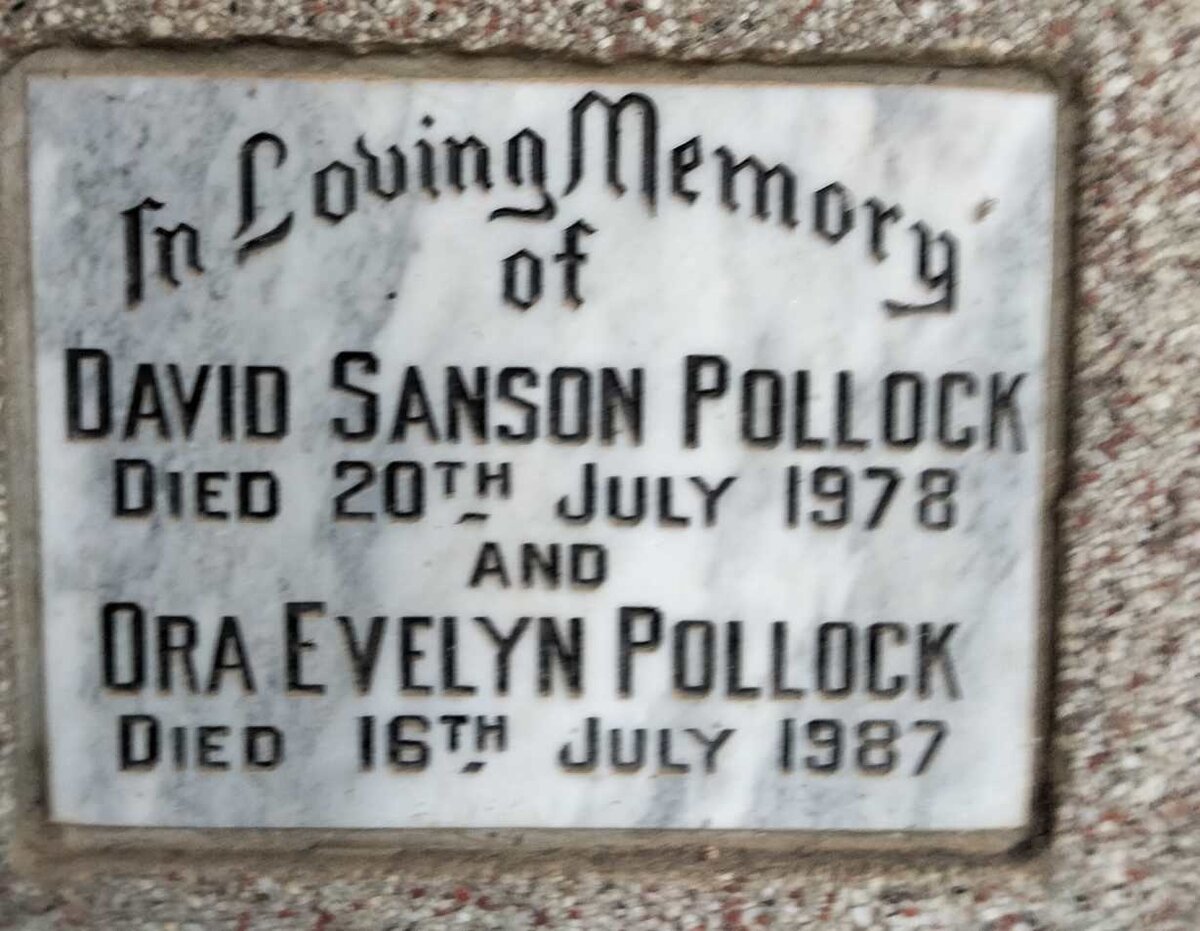 In Loving Memory
of
DAVID SANSON POLLOCK
DIED 20TH JULY 1978
AND
ORA EVELYN POLLOCK
DIED 16TH JULY 1987